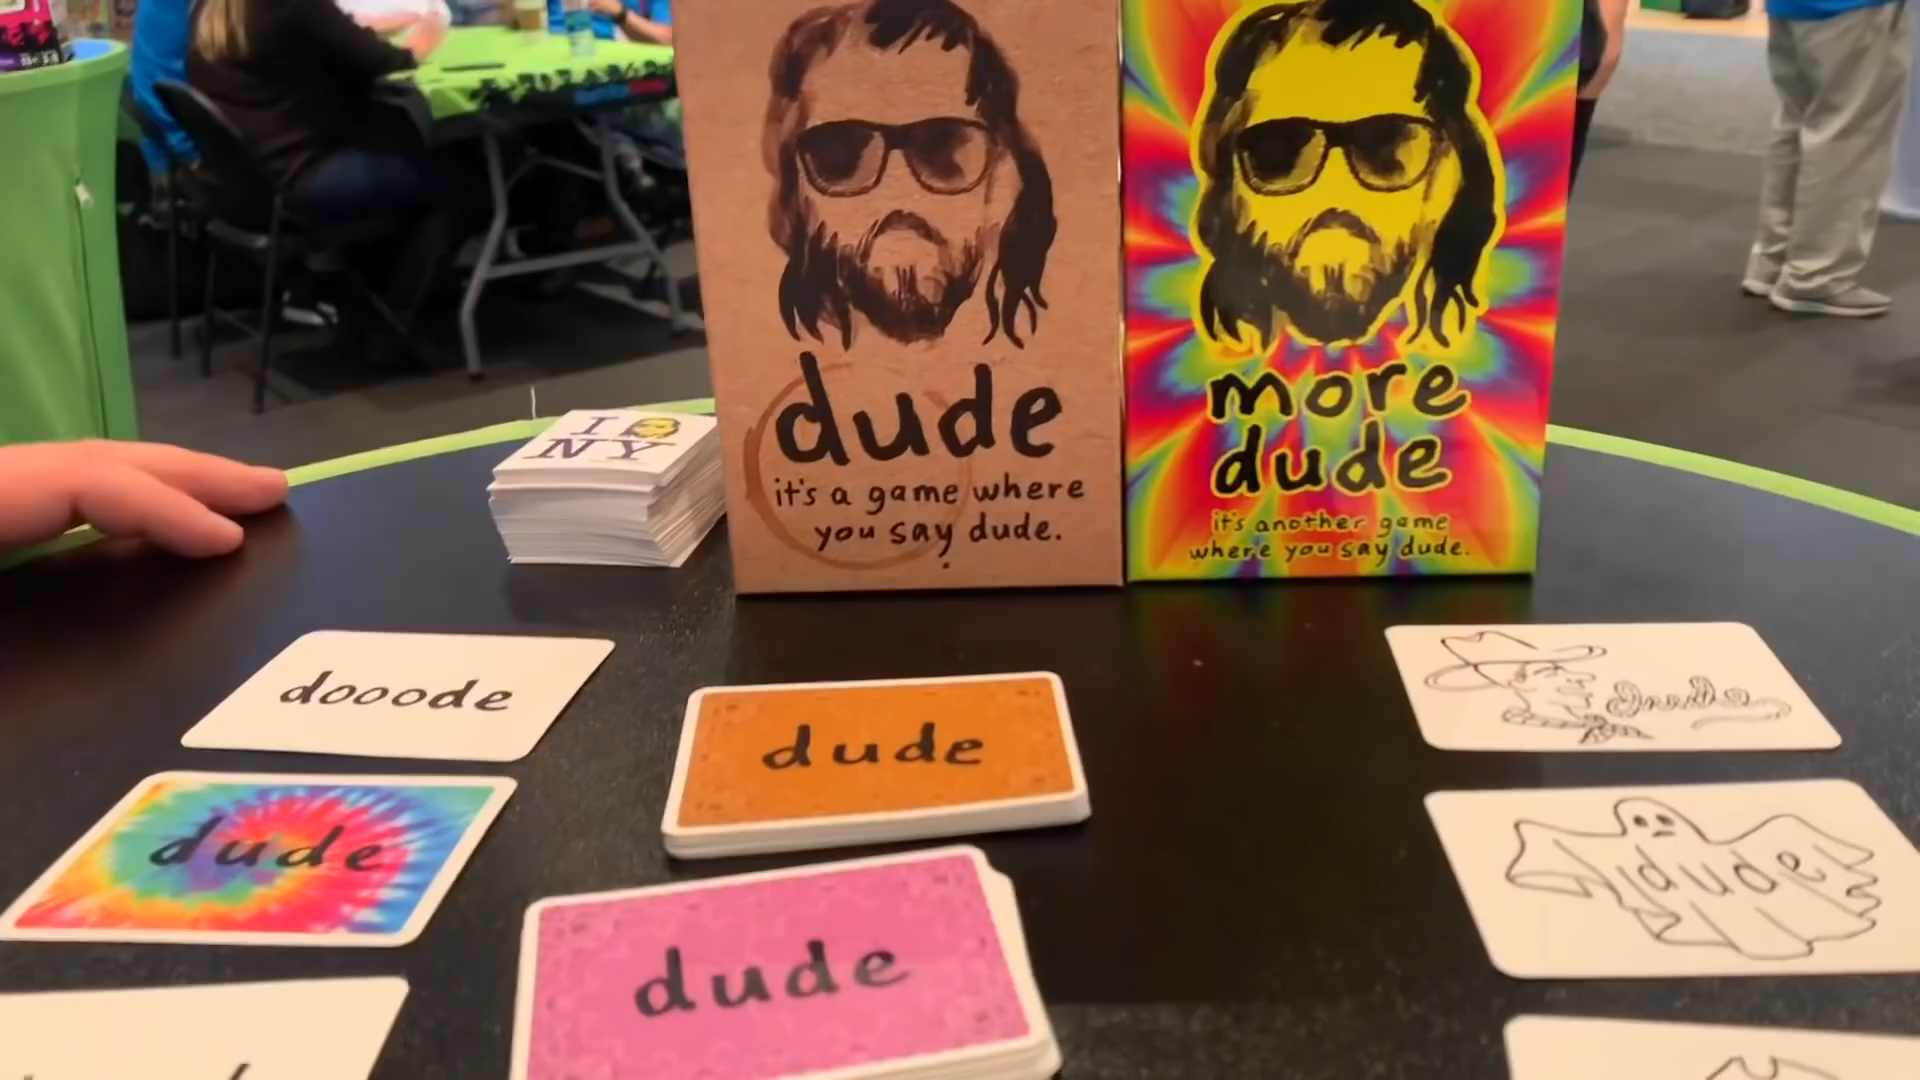 I
NY
dude
it's a game where
you say dude.
more
dude
it's another game
where you say dude.
dooode
dude
dude
dude
dude
dude